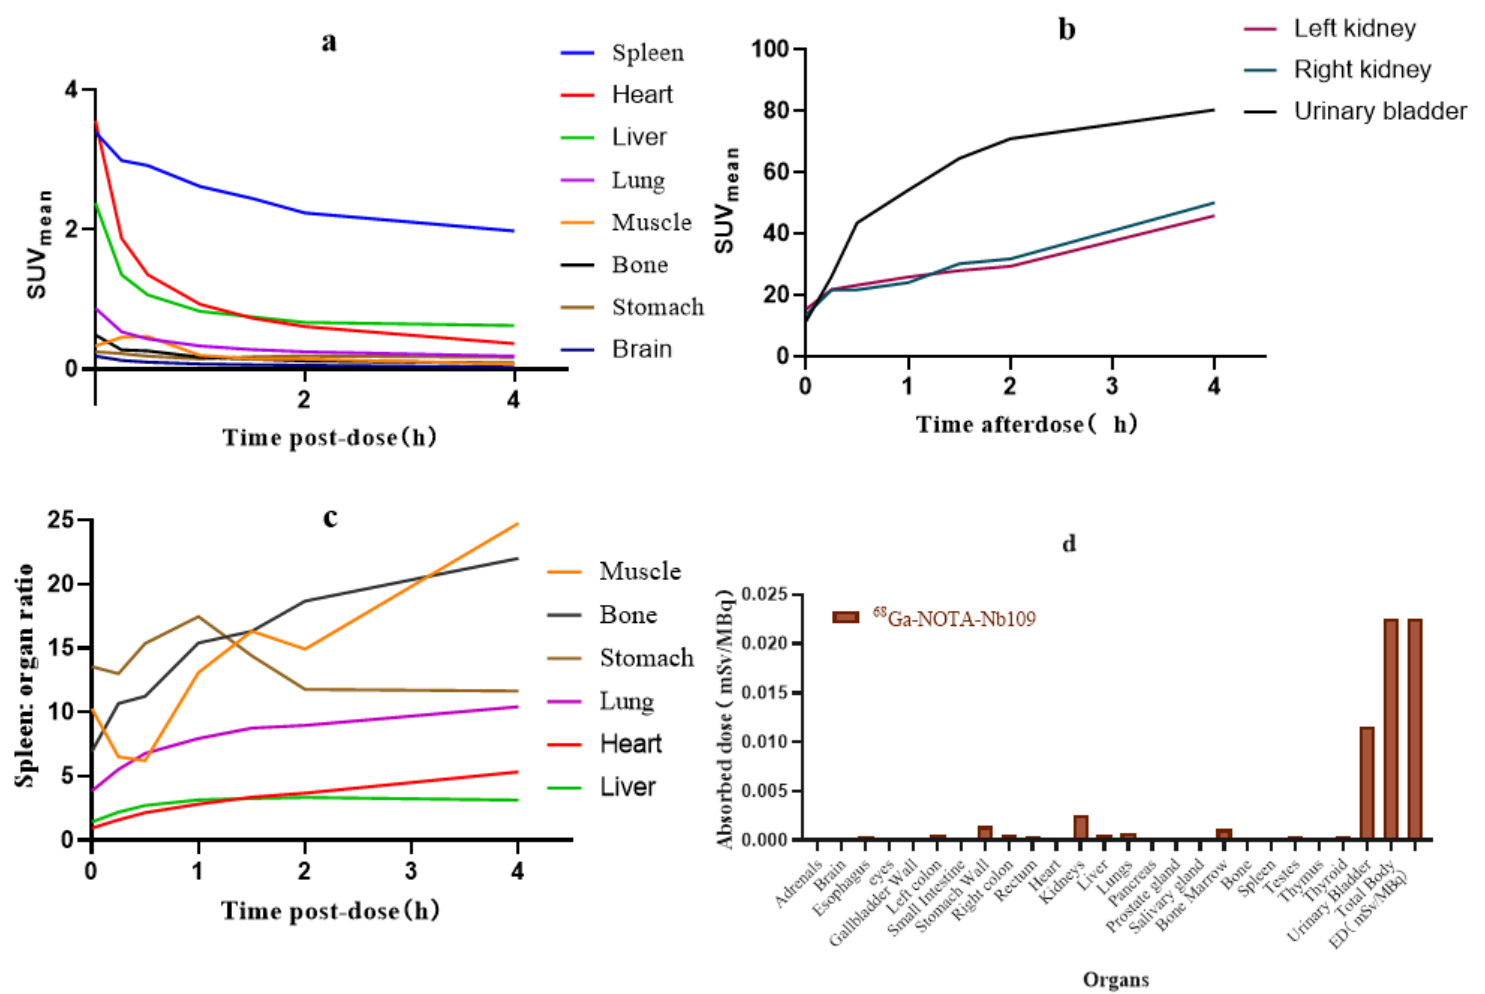 a
4
2
0
SUVmean
2
4
Time post-dose(h)
Spleen
Heart
Liver
Lung
Muscle
Bone
Stomach
Brain
b
100
80
60
40
20
0
SUVmean
0 1 2 3 4
Time afterdose( h)
Left kidney
Right kidney
Urinary bladder
c
25
20
15
10
5
0
Spleen: organ ratio
0 1 2 3 4
Time post-dose(h)
Muscle
Bone
Stomach
Lung
Heart
Liver
d
0.025
0.020
0.015
0.010
0.005
0.000
Absorbed dose ( mSv/MBq)
68Ga-NOTA-Nb109
Adrenals
Brain
Esophagus
eyes
Gallbladder Wall
Left colon
Small Intestine
Stomach Wall
Right colon
Rectum
Heart
Kidneys
Liver
Lungs
Pancreas
Prostate gland
Salivary gland
Bone Marrow
Bone
Spleen
Testes
Thymus
Thyroid
Urinary Bladder
Total Body
ED( mSv/MBq)
Organs